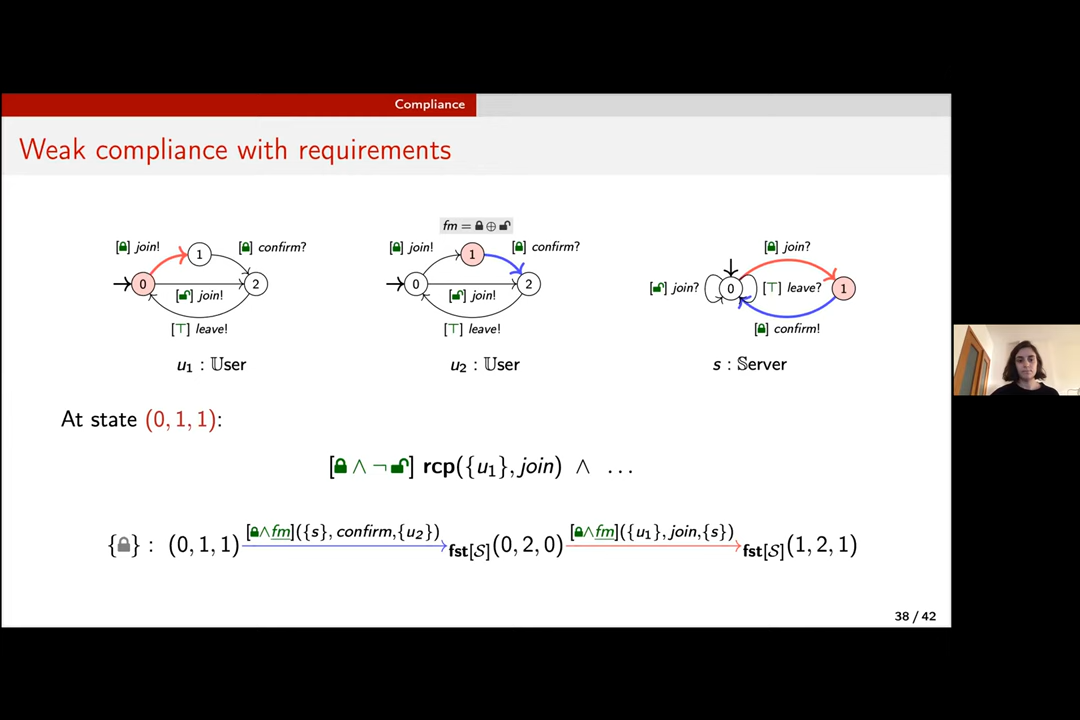 Compliance
Weak compliance with requirements
fm = 🔒 ⊕ 🔓
[🔒] join! 1 [🔒] confirm?
0 [🔓] join! 2
[⊤] leave!
u₁ : 𝕌ser
[🔒] join! 1 [🔒] confirm?
0 [🔓] join! 2
[⊤] leave!
u₂ : 𝕌ser
[🔒] join?
[🔓] join? 0 [⊤] leave? 1
[🔒] confirm!
s : 𝕊erver
At state (0, 1, 1):
[🔒 ∧ ¬ 🔓] rcp({u₁}, join) ∧ ...
{🔒} : (0, 1, 1) [🔒∧fm]({s}, confirm,{u₂}) fst[𝒮] (0, 2, 0) [🔒∧fm]({u₁}, join,{s}) fst[𝒮] (1, 2, 1)
38 / 42